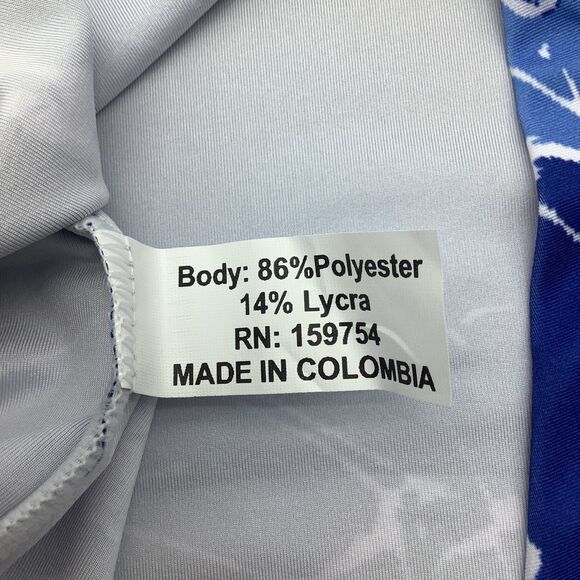 Body: 86%Polyester
14% Lycra
RN: 159754
MADE IN COLOMBIA